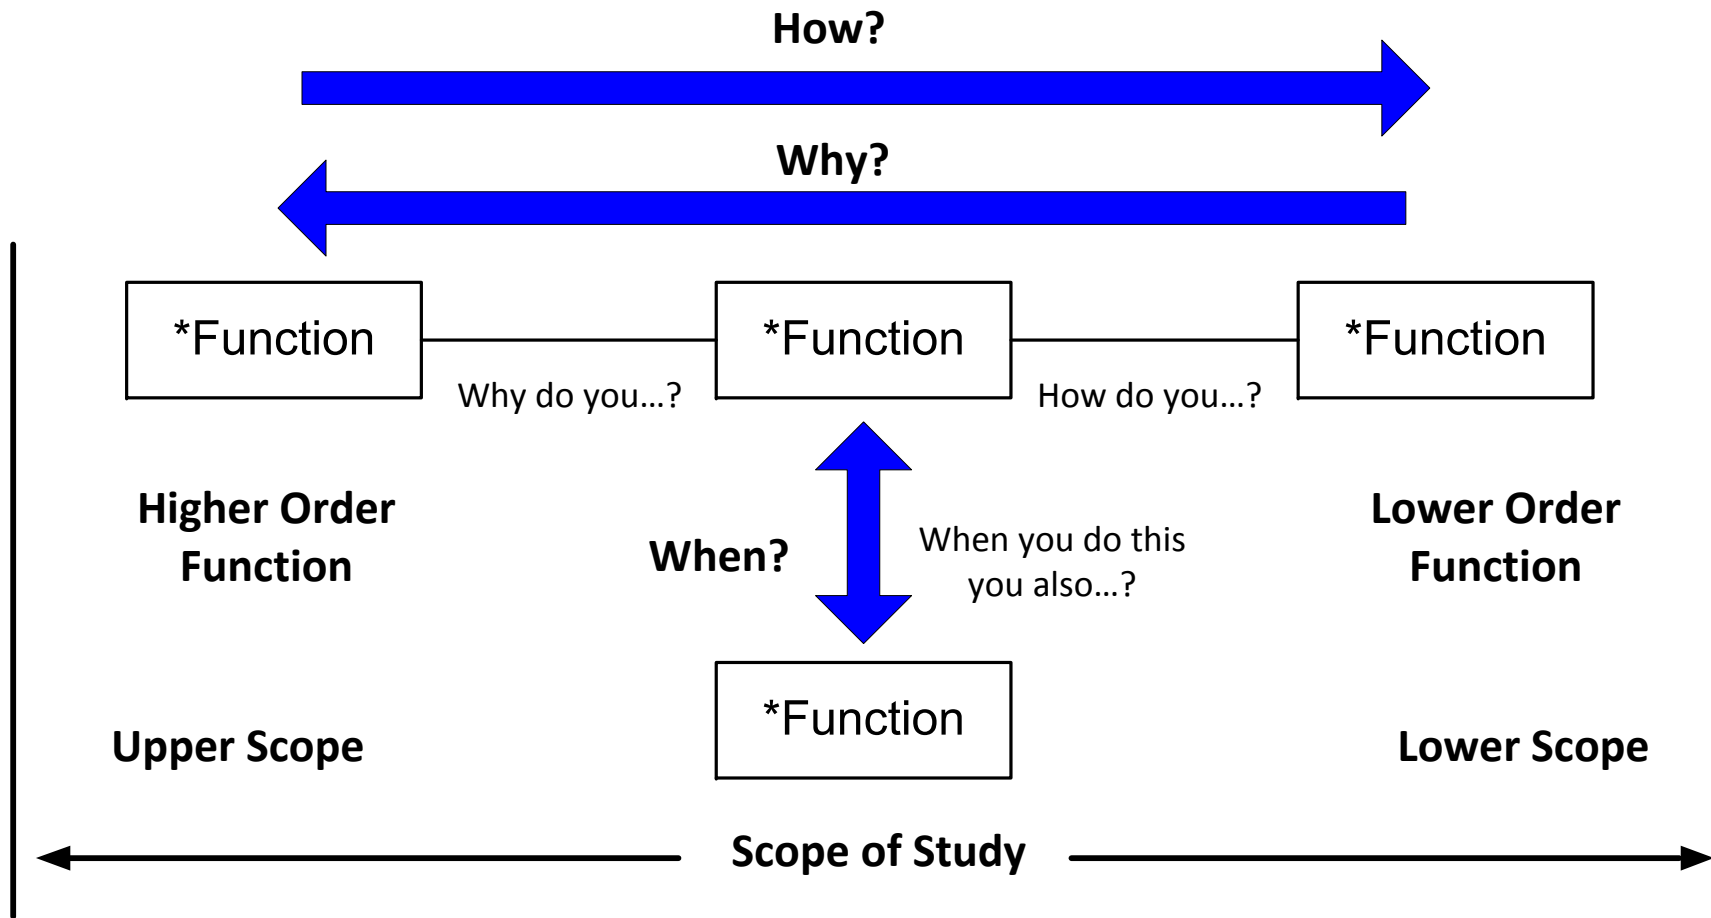 How?
Why?
*Function
*Function
*Function
Why do you…?
How do you…?
Higher Order
Function
When?
When you do this
you also…?
Lower Order
Function
*Function
Upper Scope
Lower Scope
Scope of Study